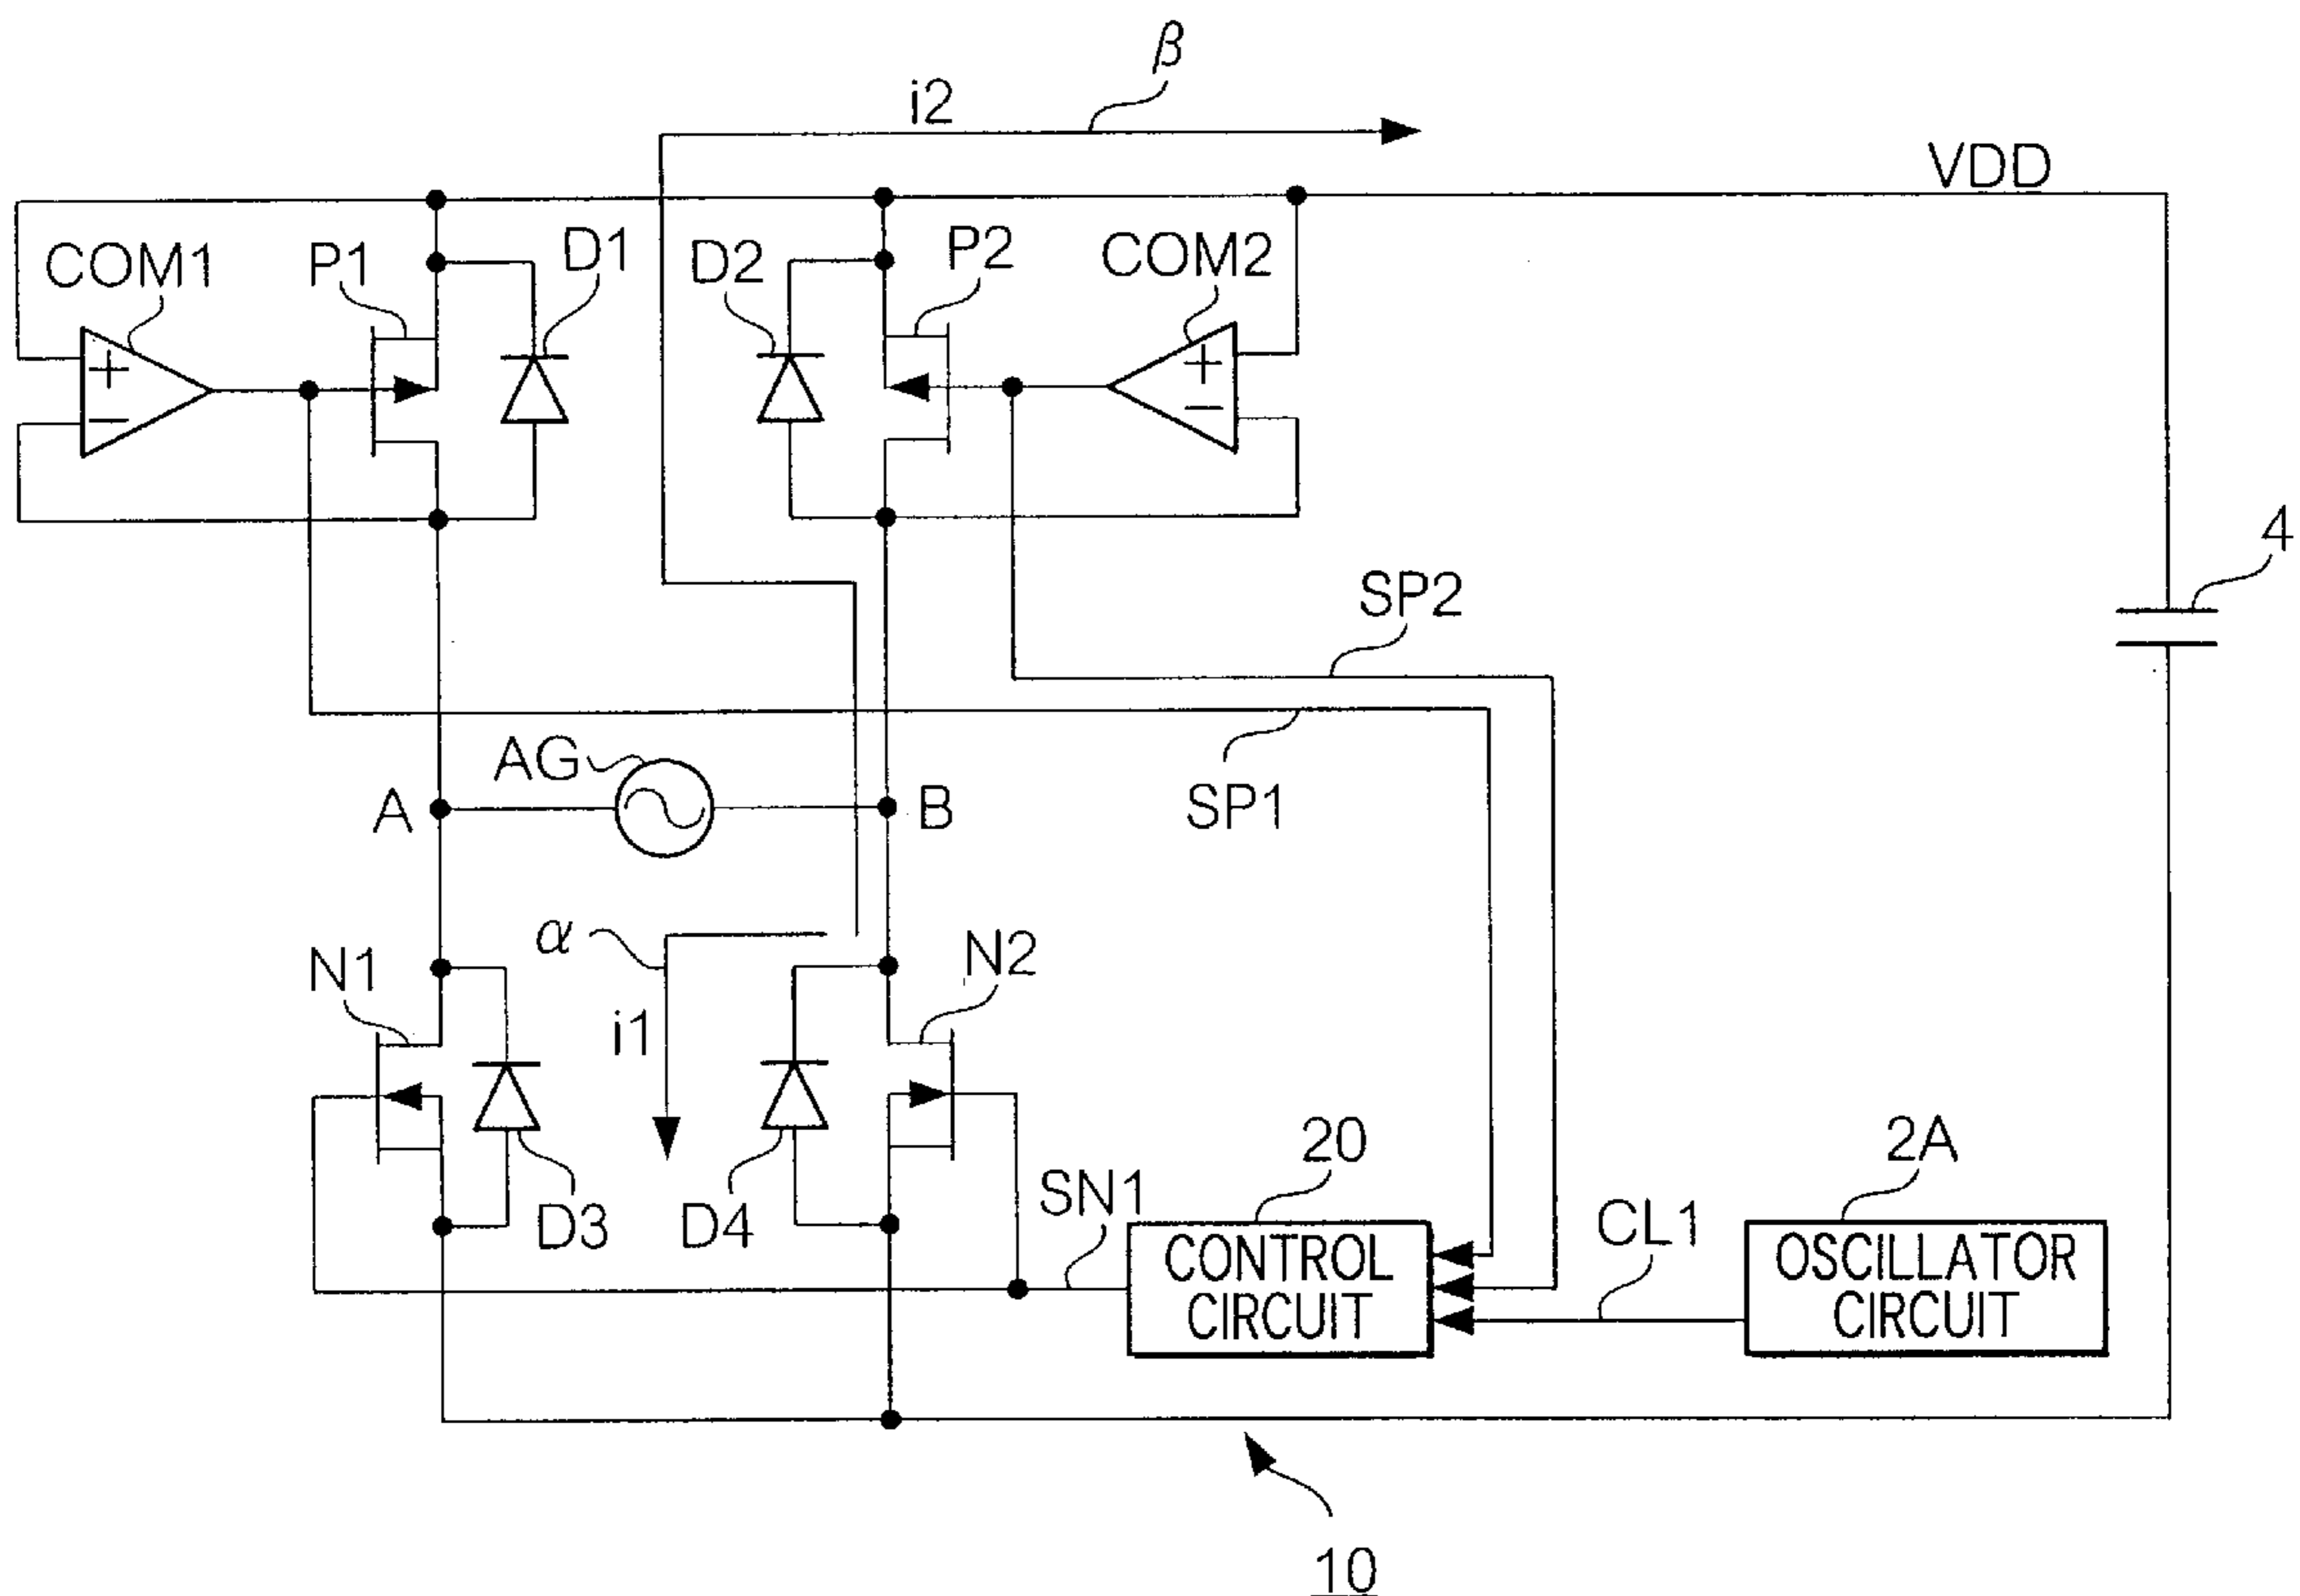 β
i2
VDD
COM1
P1
D1
D2
P2
COM2
+
−
+
−
4
SP2
AG
A
B
SP1
α
N1
N2
i1
20
2A
D3
D4
SN1
CONTROL
CIRCUIT
CL1
OSCILLATOR
CIRCUIT
10